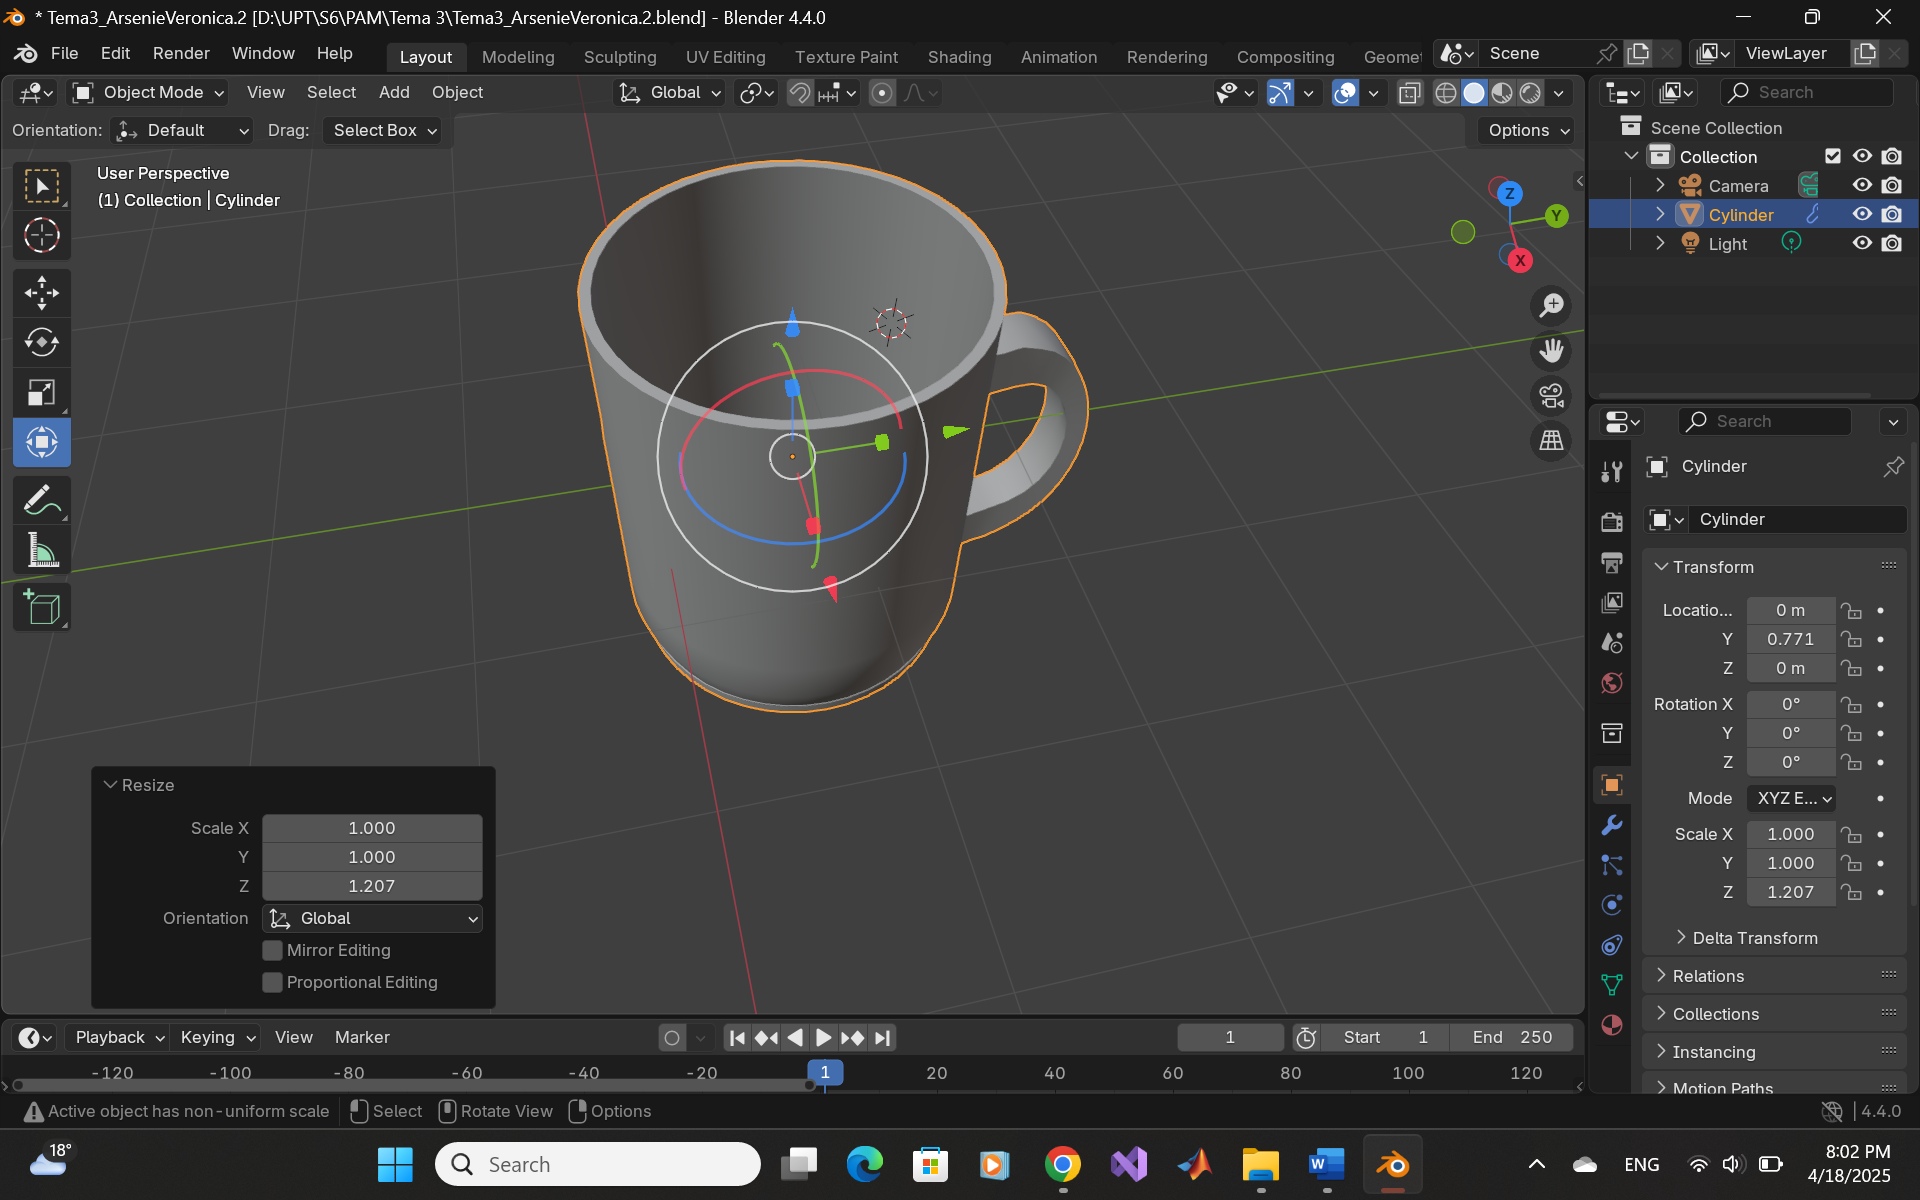 * Tema3_ArsenieVeronica.2 [D:\UPT\S6\PAM\Tema 3\Tema3_ArsenieVeronica.2.blend] - Blender 4.4.0
File Edit Render Window Help Layout Modeling Sculpting UV Editing Texture Paint Shading Animation Rendering Compositing Geomet Scene ViewLayer
Object Mode View Select Add Object Global Search
Orientation: Default Drag: Select Box Options
User Perspective
(1) Collection | Cylinder
Z
Y
X
Scene Collection
Collection
Camera
Cylinder
Light
Search
Cylinder
Cylinder
Transform
Locatio... 0 m
Y 0.771
Z 0 m
Rotation X 0°
Y 0°
Z 0°
Mode XYZ E...
Scale X 1.000
Y 1.000
Z 1.207
Delta Transform
Relations
Collections
Instancing
Motion Paths
Resize
Scale X 1.000
Y 1.000
Z 1.207
Orientation Global
Mirror Editing
Proportional Editing
Playback Keying View Marker 1 Start 1 End 250
-120 -100 -80 -60 -40 -20 1 20 40 60 80 100 120
Active object has non-uniform scale Select Rotate View Options 4.4.0
18° Search ENG 8:02 PM
4/18/2025